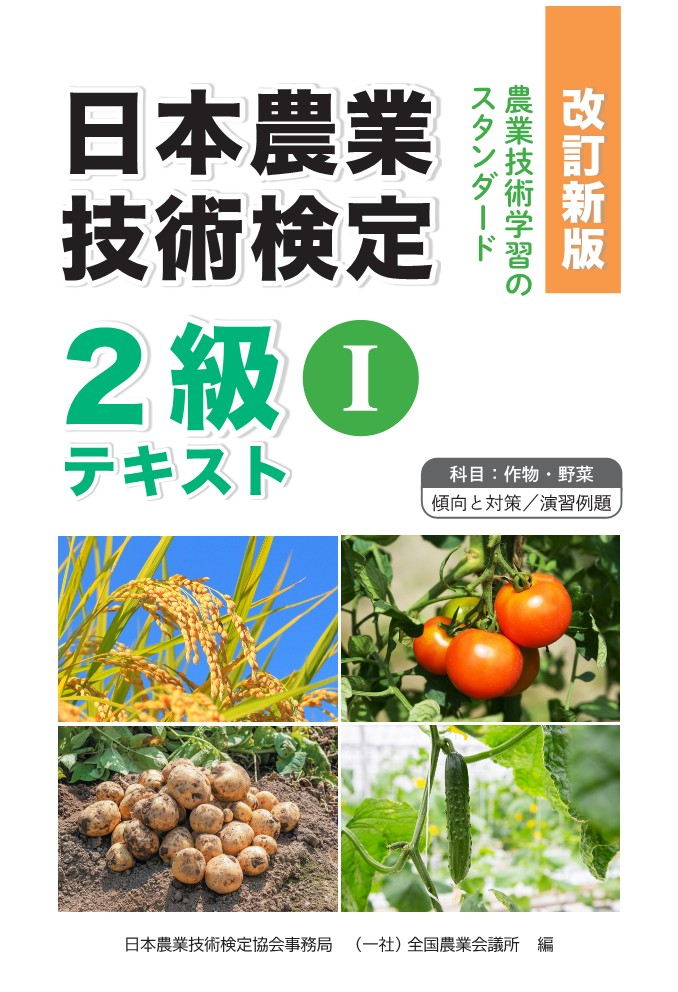 改訂新版
農業技術学習の
スタンダード
日本農業
技術検定
2級 I
テキスト
科目：作物・野菜
傾向と対策／演習例題
日本農業技術検定協会事務局　（一社）全国農業会議所　編